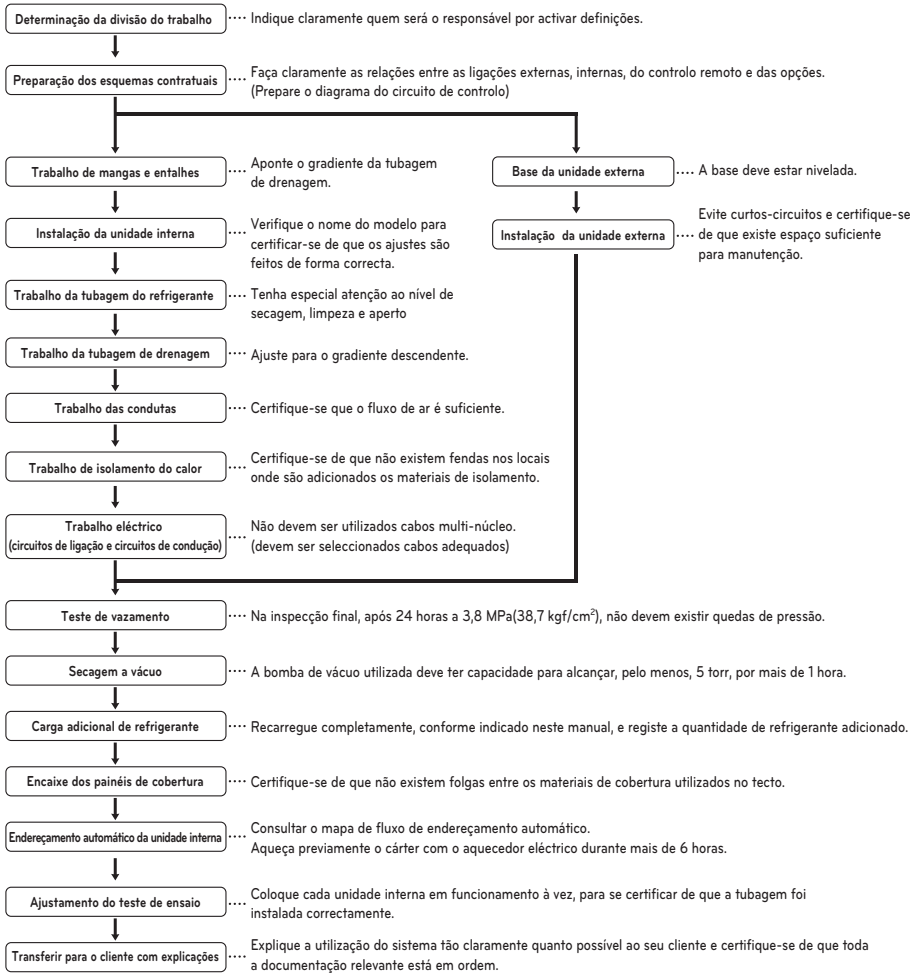 Determinação da divisão do trabalho ···· Indique claramente quem será o responsável por activar definições.
Preparação dos esquemas contratuais ···· Faça claramente as relações entre as ligações externas, internas, do controlo remoto e das opções.
(Prepare o diagrama do circuito de controlo)
Trabalho de mangas e entalhes ···· Aponte o gradiente da tubagem
de drenagem.
Base da unidade externa ···· A base deve estar nivelada.
Instalação da unidade interna ···· Verifique o nome do modelo para
certificar-se de que os ajustes são
feitos de forma correcta.
Instalação da unidade externa ···· Evite curtos-circuitos e certifique-se
de que existe espaço suficiente
para manutenção.
Trabalho da tubagem do refrigerante ···· Tenha especial atenção ao nível de
secagem, limpeza e aperto
Trabalho da tubagem de drenagem ···· Ajuste para o gradiente descendente.
Trabalho das condutas ···· Certifique-se que o fluxo de ar é suficiente.
Trabalho de isolamento do calor ···· Certifique-se de que não existem fendas nos locais
onde são adicionados os materiais de isolamento.
Trabalho eléctrico
(circuitos de ligação e circuitos de condução) ···· Não devem ser utilizados cabos multi-núcleo.
(devem ser seleccionados cabos adequados)
Teste de vazamento ···· Na inspecção final, após 24 horas a 3,8 MPa(38,7 kgf/cm²), não devem existir quedas de pressão.
Secagem a vácuo ···· A bomba de vácuo utilizada deve ter capacidade para alcançar, pelo menos, 5 torr, por mais de 1 hora.
Carga adicional de refrigerante ···· Recarregue completamente, conforme indicado neste manual, e registe a quantidade de refrigerante adicionado.
Encaixe dos painéis de cobertura ···· Certifique-se de que não existem folgas entre os materiais de cobertura utilizados no tecto.
Endereçamento automático da unidade interna ···· Consultar o mapa de fluxo de endereçamento automático.
Aqueça previamente o cárter com o aquecedor eléctrico durante mais de 6 horas.
Ajustamento do teste de ensaio ···· Coloque cada unidade interna em funcionamento à vez, para se certificar de que a tubagem foi
instalada correctamente.
Transferir para o cliente com explicações ···· Explique a utilização do sistema tão claramente quanto possível ao seu cliente e certifique-se de que toda
a documentação relevante está em ordem.